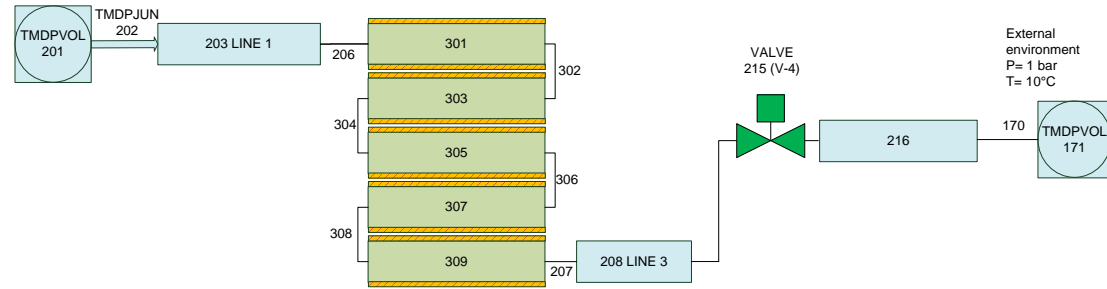 TMDPVOL
201
TMDPJUN
202
203 LINE 1
206
301
302
303
304
305
306
307
308
309
207
208 LINE 3
VALVE
215 (V-4)
216
External
environment
P= 1 bar
T= 10°C
170
TMDPVOL
171